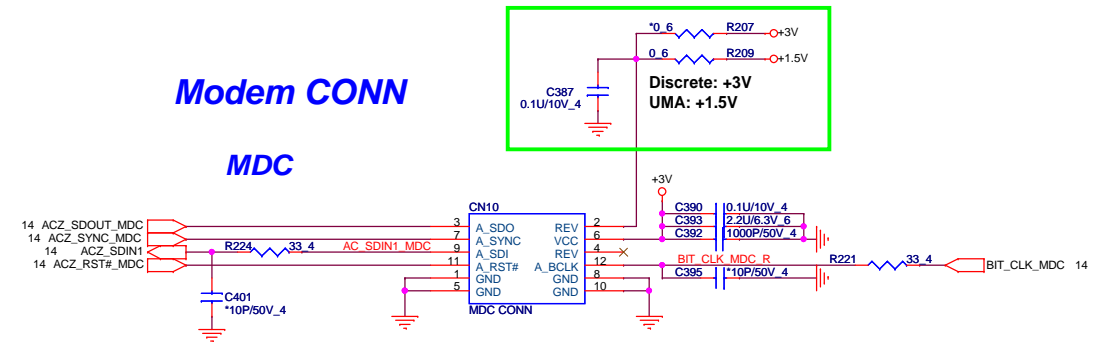 *0_6 R207 +3V
0_6 R209 +1.5V
Discrete: +3V
UMA: +1.5V
C387
0.1U/10V_4
Modem CONN
MDC
+3V
CN10
C390 0.1U/10V_4
C393 2.2U/6.3V_6
C392 1000P/50V_4
14 ACZ_SDOUT_MDC 3 A_SDO REV 2
14 ACZ_SYNC_MDC 7 A_SYNC VCC 6
14 ACZ_SDIN1 R224 33_4 AC_SDIN1_MDC 9 A_SDI REV 4
14 ACZ_RST#_MDC 11 A_RST# A_BCLK 12 BIT_CLK_MDC_R R221 33_4 BIT_CLK_MDC 14
1 GND GND 8 C395 *10P/50V_4
5 GND GND 10
MDC CONN
C401
*10P/50V_4